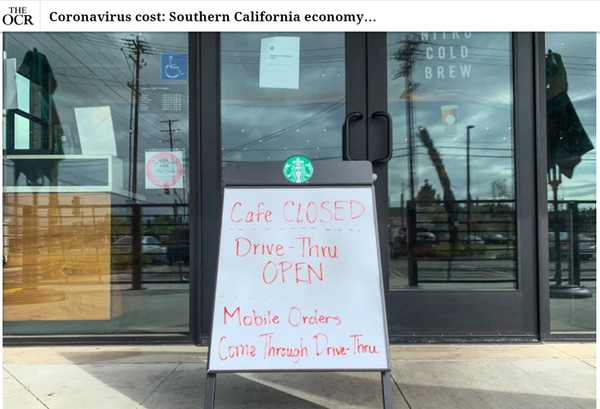 THE
OCR
Coronavirus cost: Southern California economy…
NITRO
COLD
BREW
Cafe CLOSED
Drive-Thru
OPEN
Mobile Orders
Come Through Drive-Thru